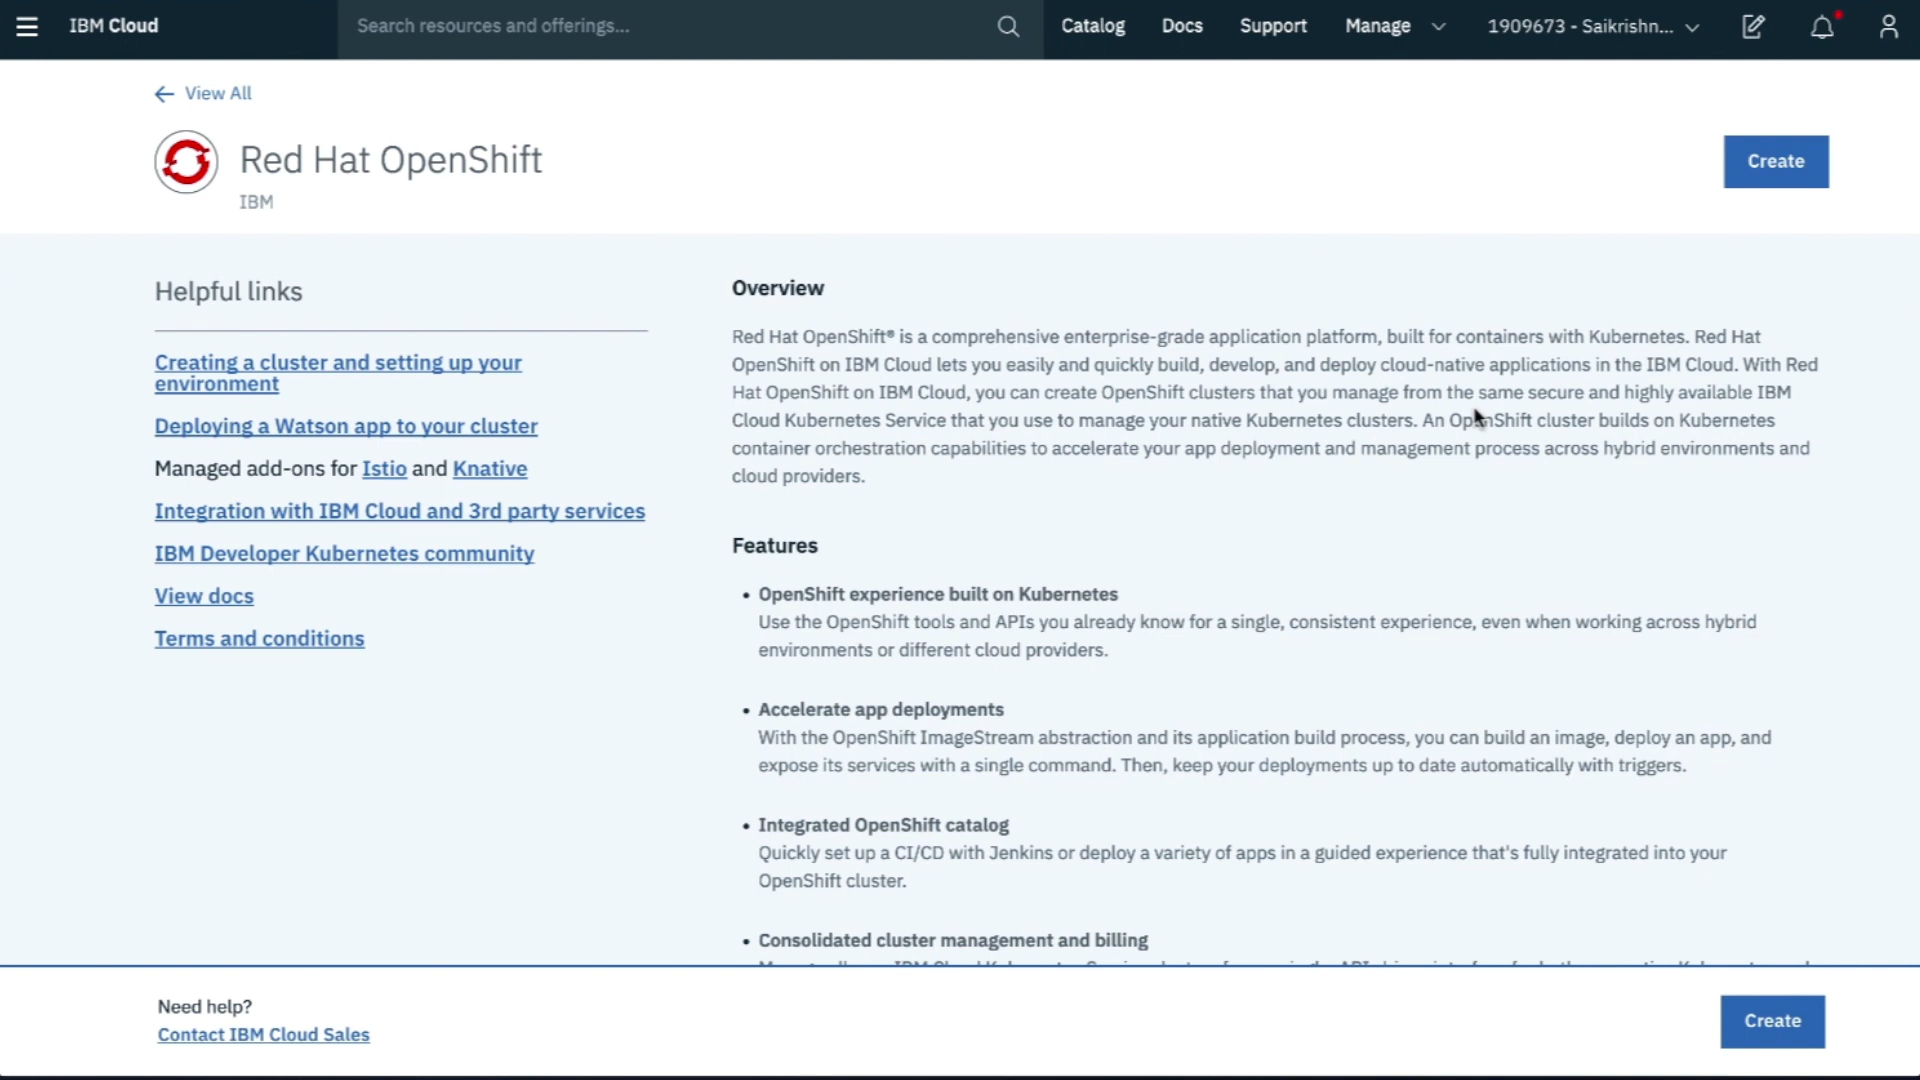 IBM Cloud
Search resources and offerings...
Catalog
Docs
Support
Manage
1909673 - Saikrishn...
View All
Red Hat OpenShift
IBM
Create
Helpful links
Creating a cluster and setting up your
environment
Deploying a Watson app to your cluster
Managed add-ons for Istio and Knative
Integration with IBM Cloud and 3rd party services
IBM Developer Kubernetes community
View docs
Terms and conditions
Overview
Red Hat OpenShift® is a comprehensive enterprise-grade application platform, built for containers with Kubernetes. Red Hat
OpenShift on IBM Cloud lets you easily and quickly build, develop, and deploy cloud-native applications in the IBM Cloud. With Red
Hat OpenShift on IBM Cloud, you can create OpenShift clusters that you manage from the same secure and highly available IBM
Cloud Kubernetes Service that you use to manage your native Kubernetes clusters. An OpenShift cluster builds on Kubernetes
container orchestration capabilities to accelerate your app deployment and management process across hybrid environments and
cloud providers.
Features
• OpenShift experience built on Kubernetes
Use the OpenShift tools and APIs you already know for a single, consistent experience, even when working across hybrid
environments or different cloud providers.
• Accelerate app deployments
With the OpenShift ImageStream abstraction and its application build process, you can build an image, deploy an app, and
expose its services with a single command. Then, keep your deployments up to date automatically with triggers.
• Integrated OpenShift catalog
Quickly set up a CI/CD with Jenkins or deploy a variety of apps in a guided experience that's fully integrated into your
OpenShift cluster.
• Consolidated cluster management and billing
Need help?
Contact IBM Cloud Sales
Create